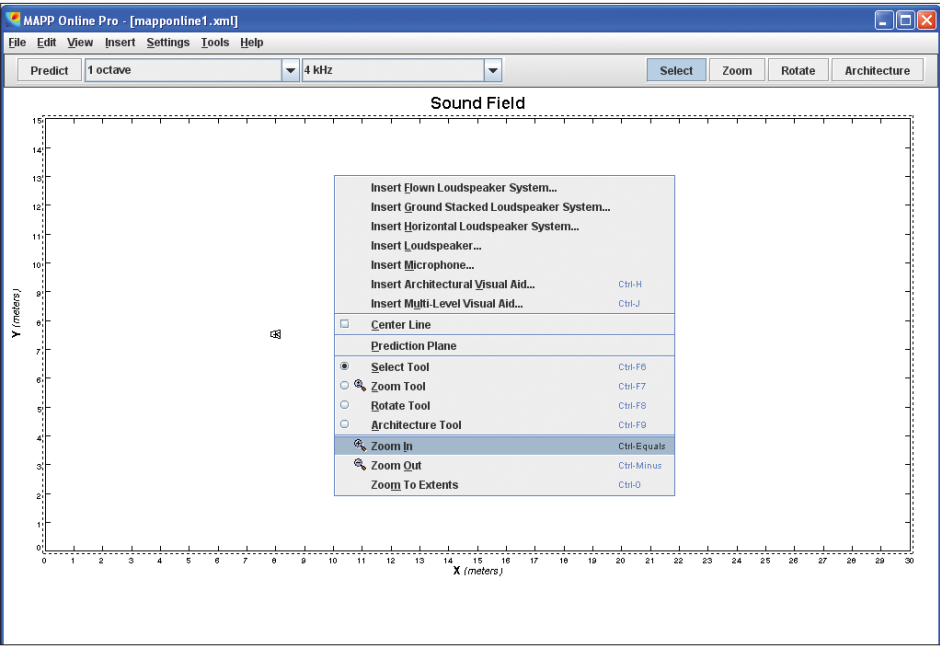 MAPP Online Pro - [mapponline1.xml]
File Edit View Insert Settings Tools Help
Predict 1 octave 4 kHz Select Zoom Rotate Architecture
Sound Field
15
14
13
12
11
10
9
8
7
6
5
4
3
2
1
0
Y (meters)
Insert Flown Loudspeaker System...
Insert Ground Stacked Loudspeaker System...
Insert Horizontal Loudspeaker System...
Insert Loudspeaker...
Insert Microphone...
Insert Architectural Visual Aid... Ctrl-H
Insert Multi-Level Visual Aid... Ctrl-J
Center Line
Prediction Plane
Select Tool Ctrl-F6
Zoom Tool Ctrl-F7
Rotate Tool Ctrl-F8
Architecture Tool Ctrl-F9
Zoom In Ctrl-Equals
Zoom Out Ctrl-Minus
Zoom To Extents Ctrl-0
0 1 2 3 4 5 6 7 8 9 10 11 12 13 14 15 16 17 18 19 20 21 22 23 24 25 26 27 28 29 30
X (meters)